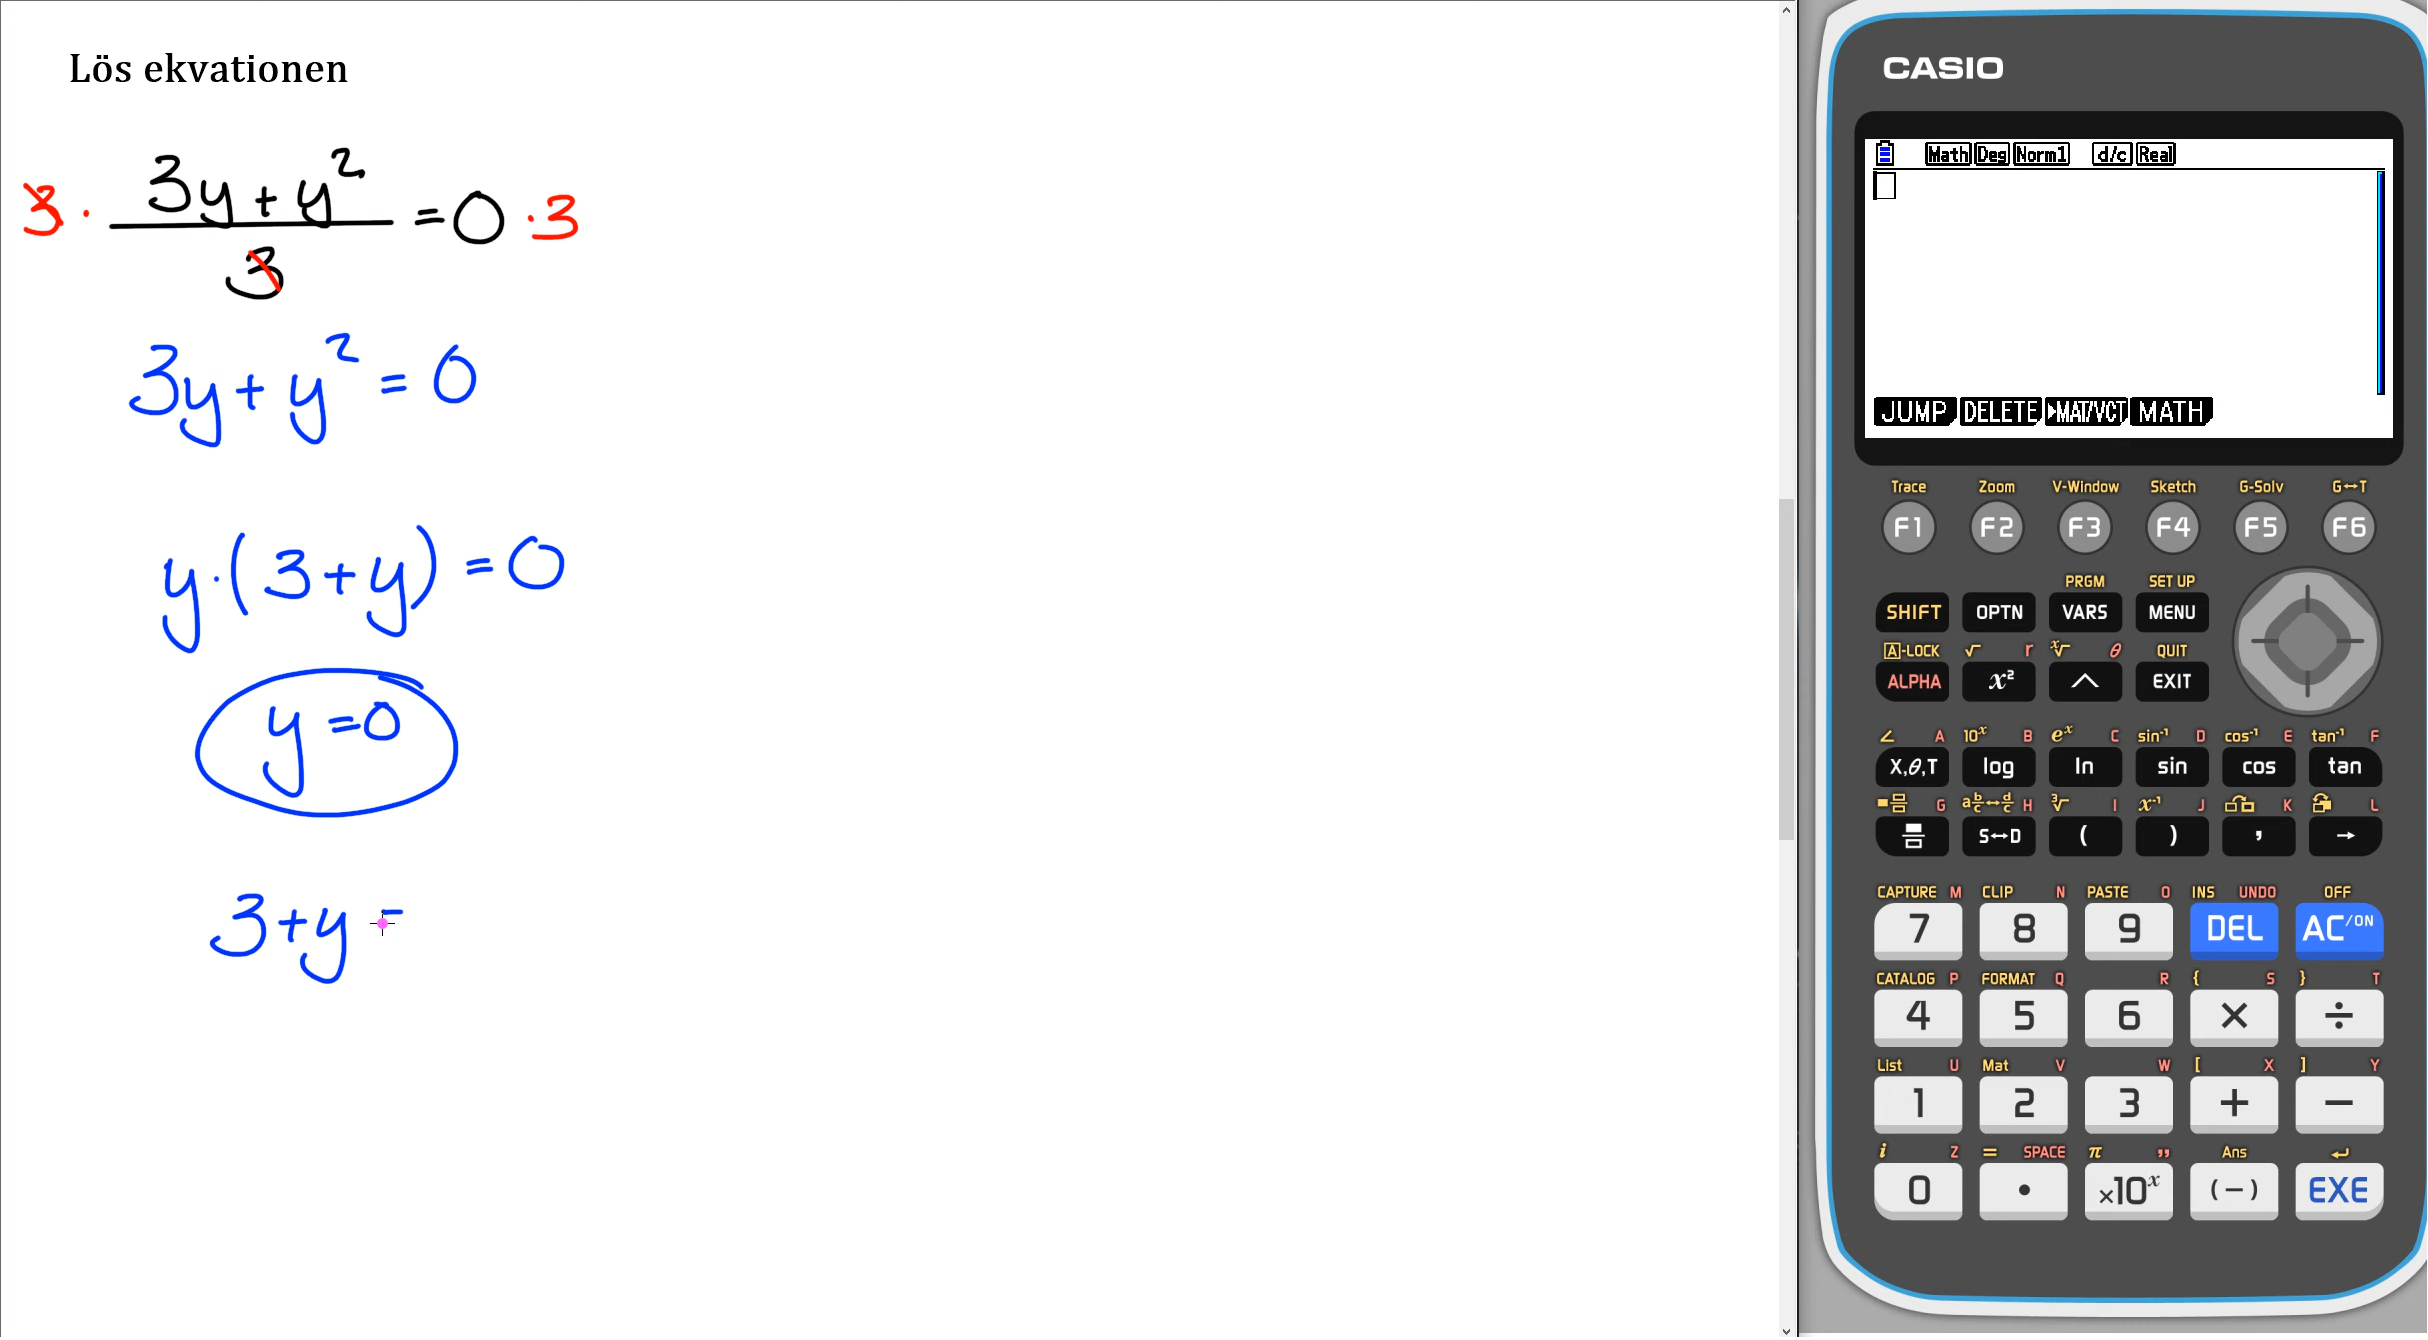 Lös ekvationen
3 · (3y + y²)/3 = 0 · 3
3y + y² = 0
y · (3 + y) = 0
y = 0
3 + y =
CASIO
Math Deg Norm1 d/c Real
JUMP DELETE ▶MAT/VCT MATH
Trace Zoom V-Window Sketch G-Solv G↔T
F1 F2 F3 F4 F5 F6
PRGM SET UP
SHIFT OPTN VARS MENU
A-LOCK √ r ˣ√ θ QUIT
ALPHA x² ^ EXIT
∠ A 10ˣ B eˣ C sin⁻¹ D cos⁻¹ E tan⁻¹ F
X,θ,T log ln sin cos tan
G a b/c↔d/c H ³√ I x⁻¹ J K L
S↔D ( ) , →
CAPTURE M CLIP N PASTE O INS UNDO OFF
7 8 9 DEL AC/ON
CATALOG P FORMAT Q R { S } T
4 5 6 × ÷
List U Mat V W [ X ] Y
1 2 3 + −
i Z = SPACE π " Ans ↵
0 • ×10ˣ (−) EXE